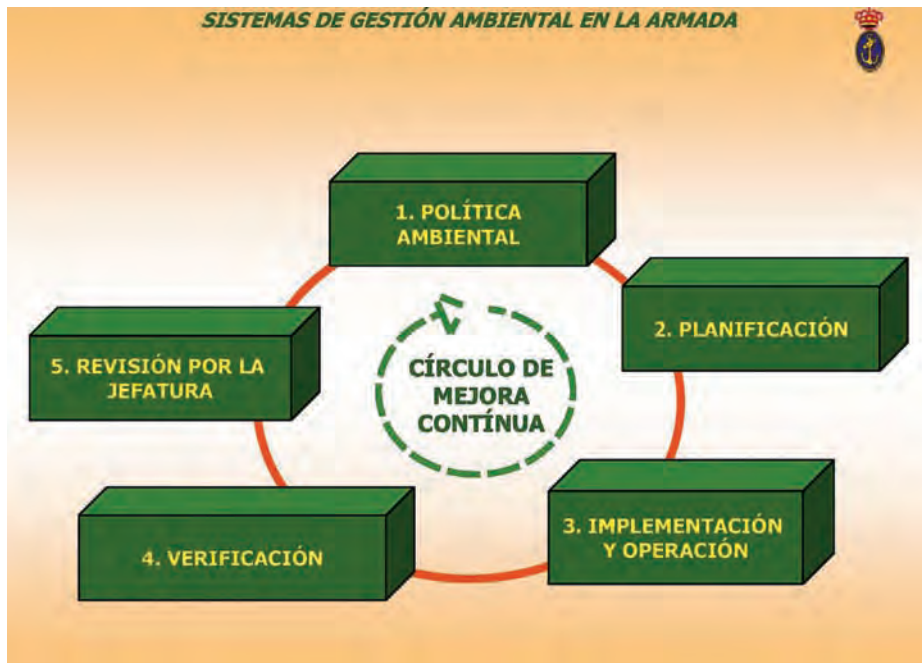 SISTEMAS DE GESTIÓN AMBIENTAL EN LA ARMADA
1. POLÍTICA
AMBIENTAL
2. PLANIFICACIÓN
3. IMPLEMENTACIÓN
Y OPERACIÓN
4. VERIFICACIÓN
5. REVISIÓN POR LA
JEFATURA
CÍRCULO DE
MEJORA
CONTÍNUA